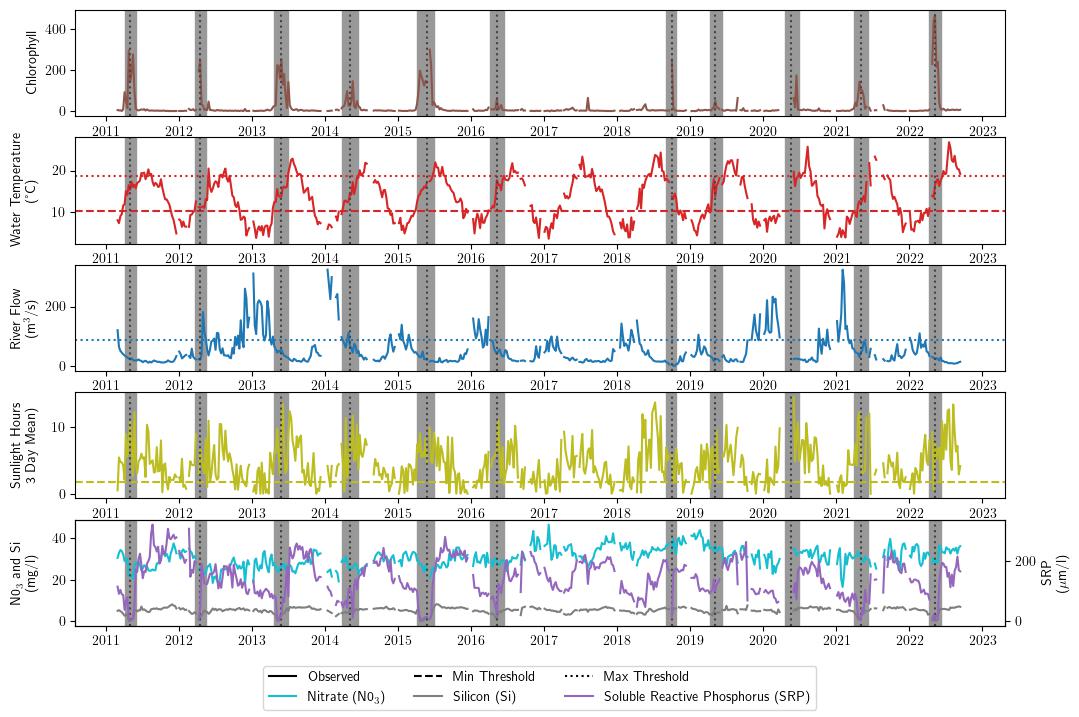 Chlorophyll
400
200
0
2011 2012 2013 2014 2015 2016 2017 2018 2019 2020 2021 2022 2023
Water Temperature
(°C)
20
10
2011 2012 2013 2014 2015 2016 2017 2018 2019 2020 2021 2022 2023
River Flow
(m³/s)
200
0
2011 2012 2013 2014 2015 2016 2017 2018 2019 2020 2021 2022 2023
Sunlight Hours
3 Day Mean)
10
0
2011 2012 2013 2014 2015 2016 2017 2018 2019 2020 2021 2022 2023
N0₃ and Si
(mg/l)
40
20
0
200
0
SRP
(μm/l)
2011 2012 2013 2014 2015 2016 2017 2018 2019 2020 2021 2022 2023
Observed Min Threshold Max Threshold
Nitrate (N0₃) Silicon (Si) Soluble Reactive Phosphorus (SRP)